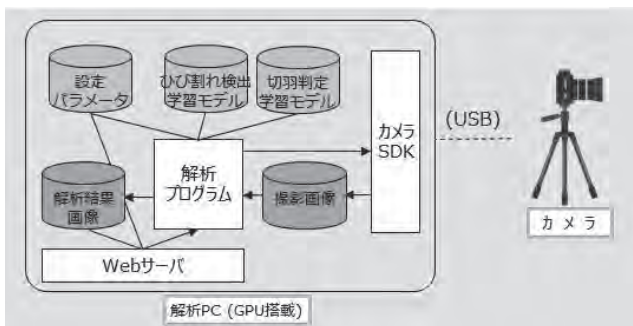 設定
パラメータ
ひび割れ検出
学習モデル
切羽判定
学習モデル
カメラ
SDK
(USB)
解析
プログラム
解析結果
画像
撮影画像
カメラ
Webサーバ
解析PC (GPU搭載)